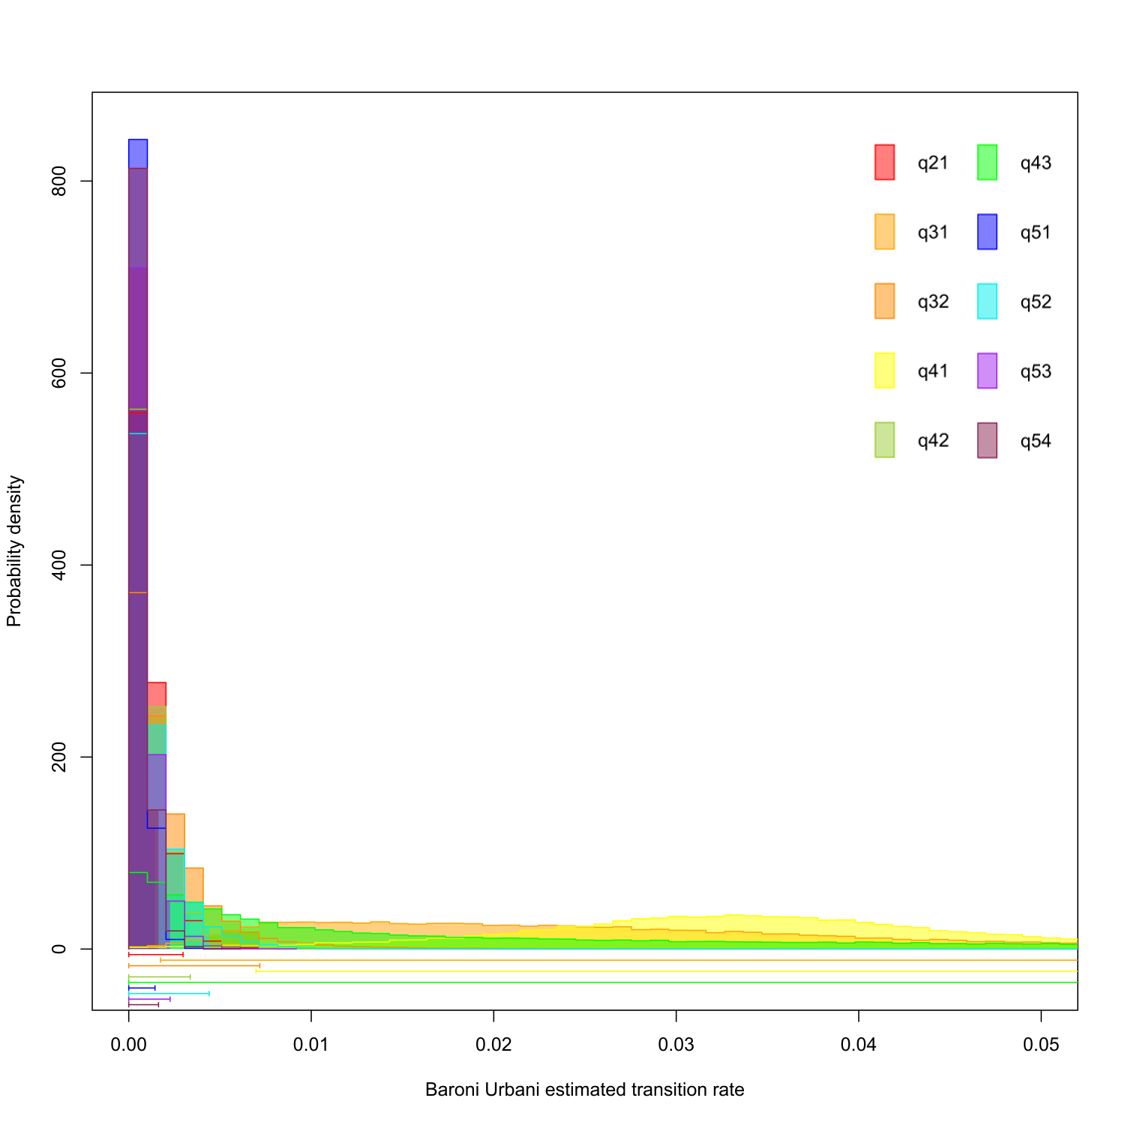 q21 q43
q31 q51
q32 q52
q41 q53
q42 q54
800
600
400
200
0
Probability density
0.00 0.01 0.02 0.03 0.04 0.05
Baroni Urbani estimated transition rate